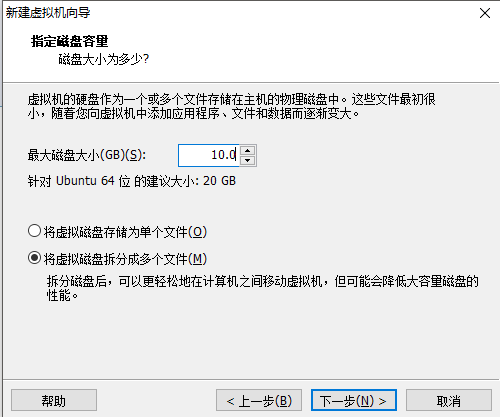 新建虚拟机向导
指定磁盘容量
磁盘大小为多少?
虚拟机的硬盘作为一个或多个文件存储在主机的物理磁盘中。这些文件最初很
小，随着您向虚拟机中添加应用程序、文件和数据而逐渐变大。
最大磁盘大小(GB)(S): 10.0
针对 Ubuntu 64 位 的建议大小: 20 GB
将虚拟磁盘存储为单个文件(O)
将虚拟磁盘拆分成多个文件(M)
拆分磁盘后，可以更轻松地在计算机之间移动虚拟机，但可能会降低大容量磁盘的
性能。
帮助 < 上一步(B) 下一步(N) > 取消